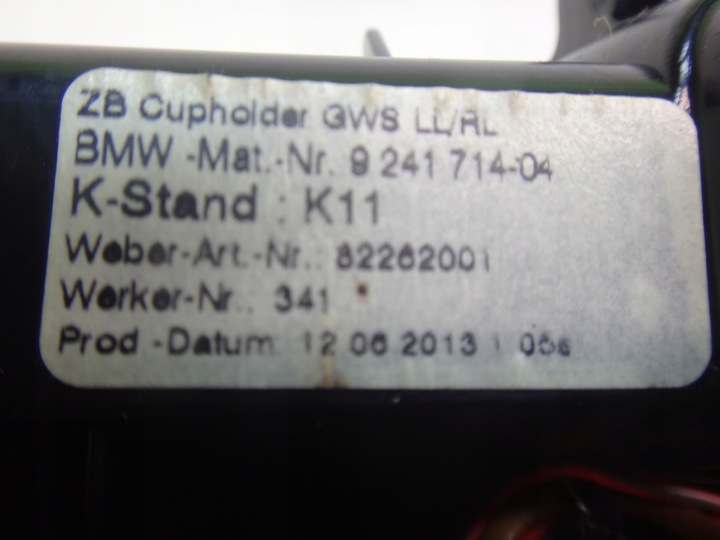 ZB Cupholder GWS LL/RL
BMW -Mat.-Nr. 9 241 714-04
K-Stand : K11
Weber-Art.-Nr.: 82262001
Werker-Nr.: 341
Prod -Datum 12 06 2013